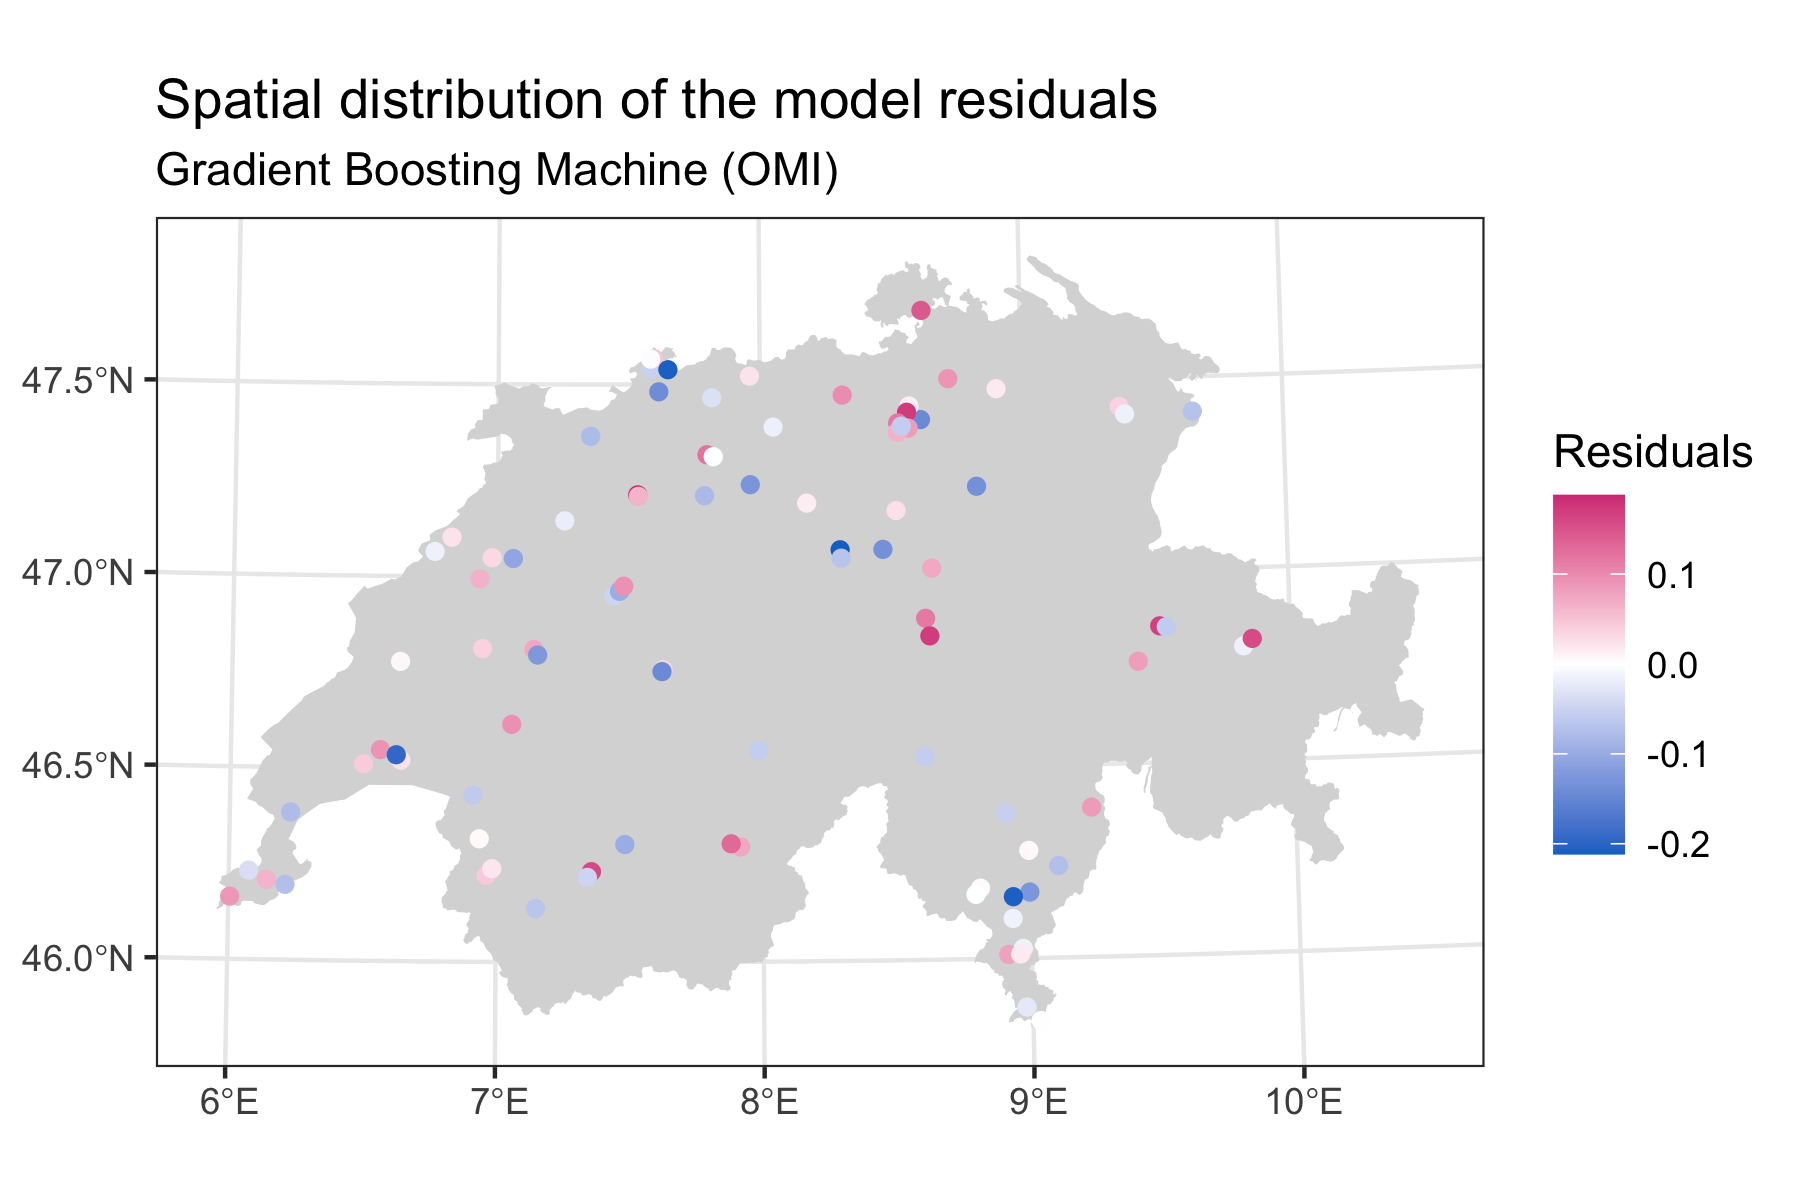 Spatial distribution of the model residuals
Gradient Boosting Machine (OMI)
47.5°N
47.0°N
46.5°N
46.0°N
6°E 7°E 8°E 9°E 10°E
Residuals
0.1
0.0
-0.1
-0.2